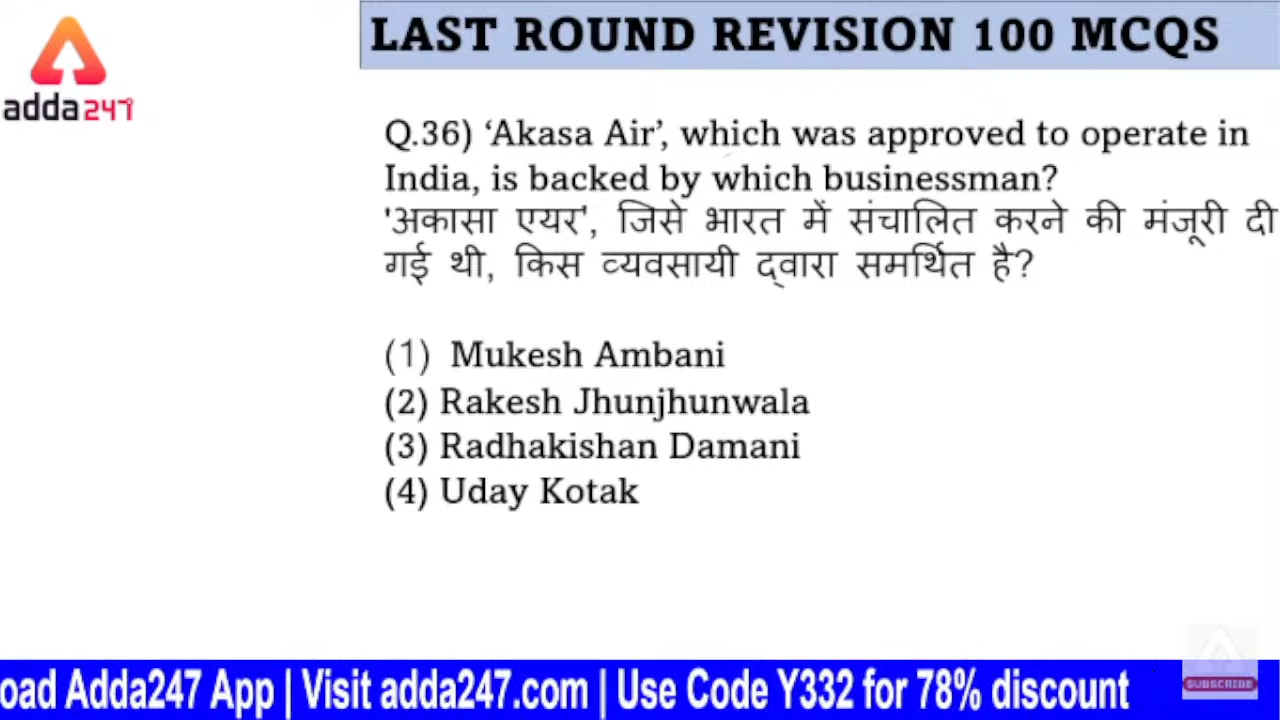 LAST ROUND REVISION 100 MCQS
adda247
Q.36) ‘Akasa Air’, which was approved to operate in
India, is backed by which businessman?
'अकासा एयर', जिसे भारत में संचालित करने की मंजूरी दी
गई थी, किस व्यवसायी द्वारा समर्थित है?
(1) Mukesh Ambani
(2) Rakesh Jhunjhunwala
(3) Radhakishan Damani
(4) Uday Kotak
SUBSCRIBE
oad Adda247 App | Visit adda247.com | Use Code Y332 for 78% discount